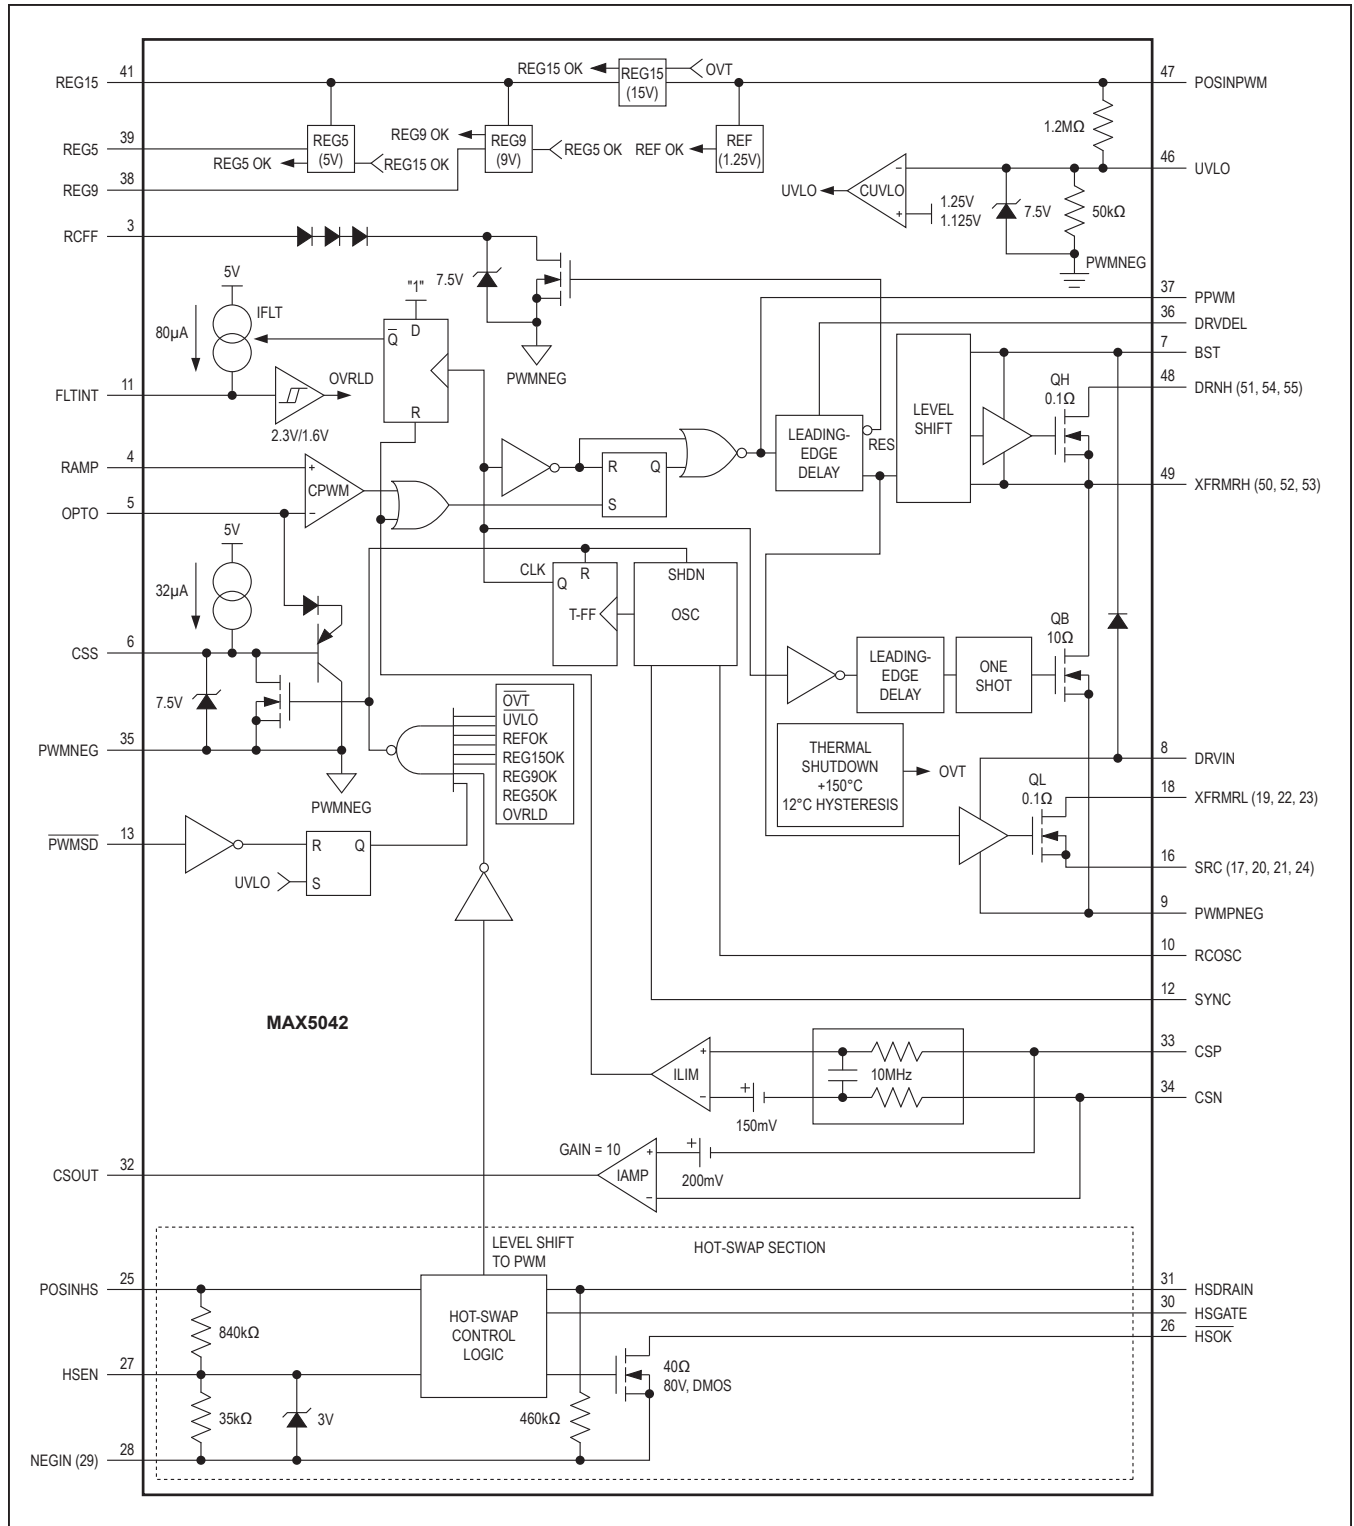 REG15 OK
OVT
41
REG15
REG15
(15V)
47
POSINPWM
1.2MΩ
39
REG5
REG5
(5V)
REG5 OK
REG15 OK
REG9 OK
REG9
(9V)
REG5 OK
REF OK
REF
(1.25V)
38
REG9
46
UVLO
UVLO
CUVLO
−
+
1.25V
1.125V
7.5V
50kΩ
PWMNEG
3
RCFF
7.5V
PWMNEG
5V
80µA
IFLT
"1"
D
Q
R
11
FLTINT
OVRLD
2.3V/1.6V
37
PPWM
36
DRVDEL
7
BST
48
DRNH (51, 54, 55)
QH
0.1Ω
LEVEL
SHIFT
LEADING-
EDGE
DELAY
RES
49
XFRMRH (50, 52, 53)
4
RAMP
5
OPTO
+
CPWM
−
R
Q
S
5V
32µA
CLK
R
Q
T-FF
SHDN
OSC
6
CSS
7.5V
35
PWMNEG
PWMNEG
QB
10Ω
LEADING-
EDGE
DELAY
ONE
SHOT
OVT
UVLO
REFOK
REG15OK
REG9OK
REG5OK
OVRLD
THERMAL
SHUTDOWN
+150°C
12°C HYSTERESIS
OVT
8
DRVIN
18
XFRMRL (19, 22, 23)
QL
0.1Ω
16
SRC (17, 20, 21, 24)
9
PWMPNEG
13
PWMSD
R
Q
S
UVLO
10
RCOSC
12
SYNC
MAX5042
33
CSP
34
CSN
+
ILIM
−
+
150mV
10MHz
32
CSOUT
GAIN = 10
+
IAMP
−
+
200mV
LEVEL SHIFT
TO PWM
HOT-SWAP SECTION
25
POSINHS
840kΩ
HOT-SWAP
CONTROL
LOGIC
31
HSDRAIN
30
HSGATE
26
HSOK
27
HSEN
35kΩ
3V
460kΩ
40Ω
80V, DMOS
28
NEGIN (29)